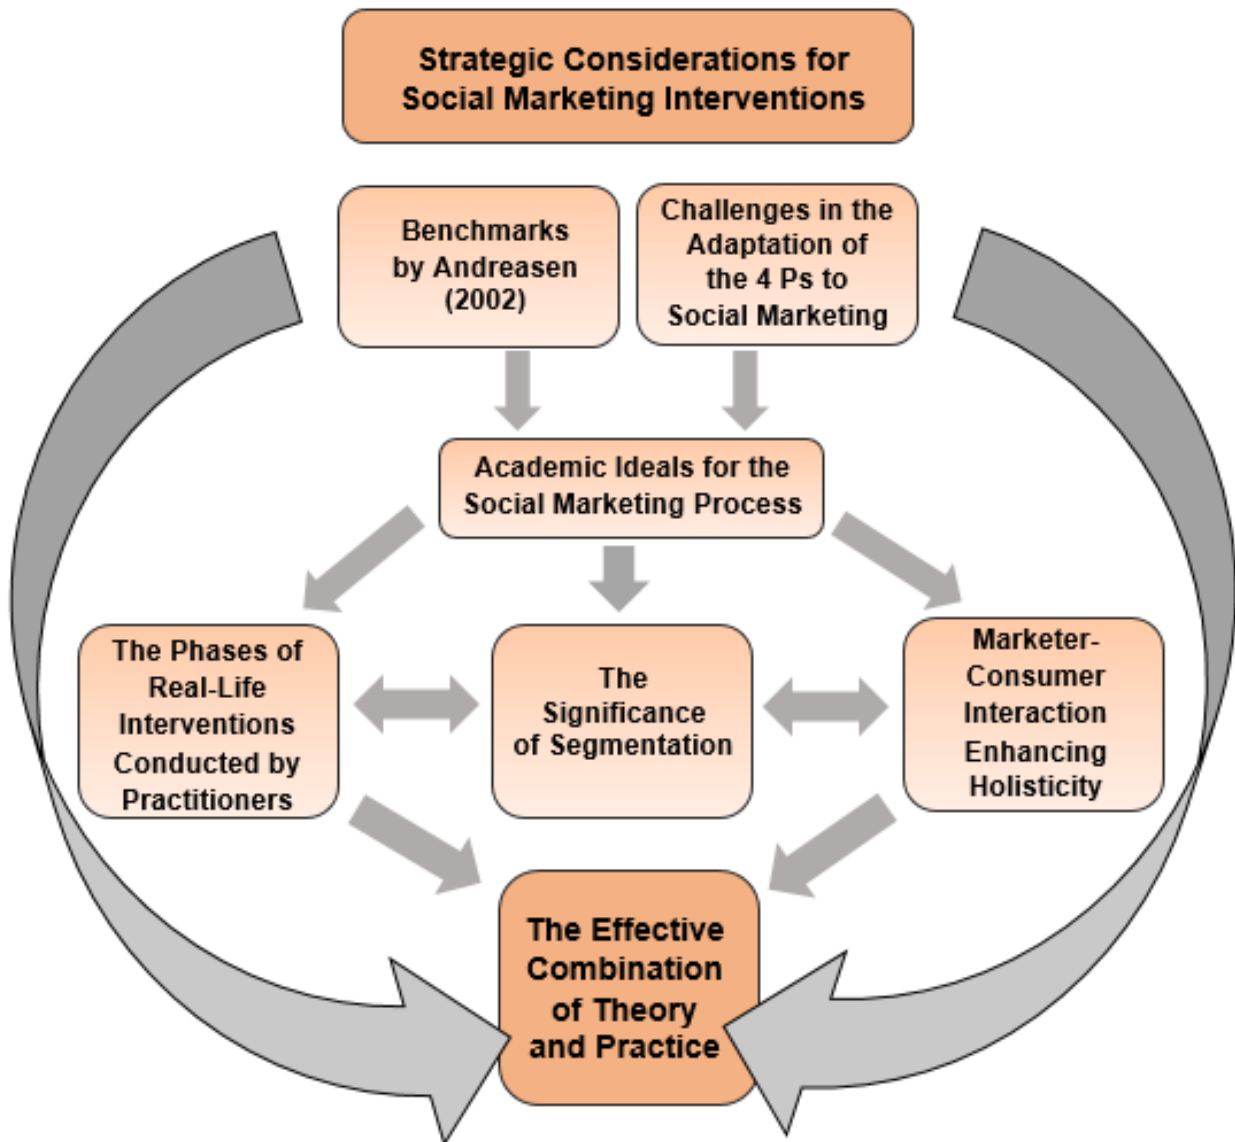 Strategic Considerations for
Social Marketing Interventions
Benchmarks
by Andreasen
(2002)
Challenges in the
Adaptation of
the 4 Ps to
Social Marketing
Academic Ideals for the
Social Marketing Process
The Phases of
Real-Life
Interventions
Conducted by
Practitioners
The
Significance
of Segmentation
Marketer-
Consumer
Interaction
Enhancing
Holisticity
The Effective
Combination
of Theory
and Practice